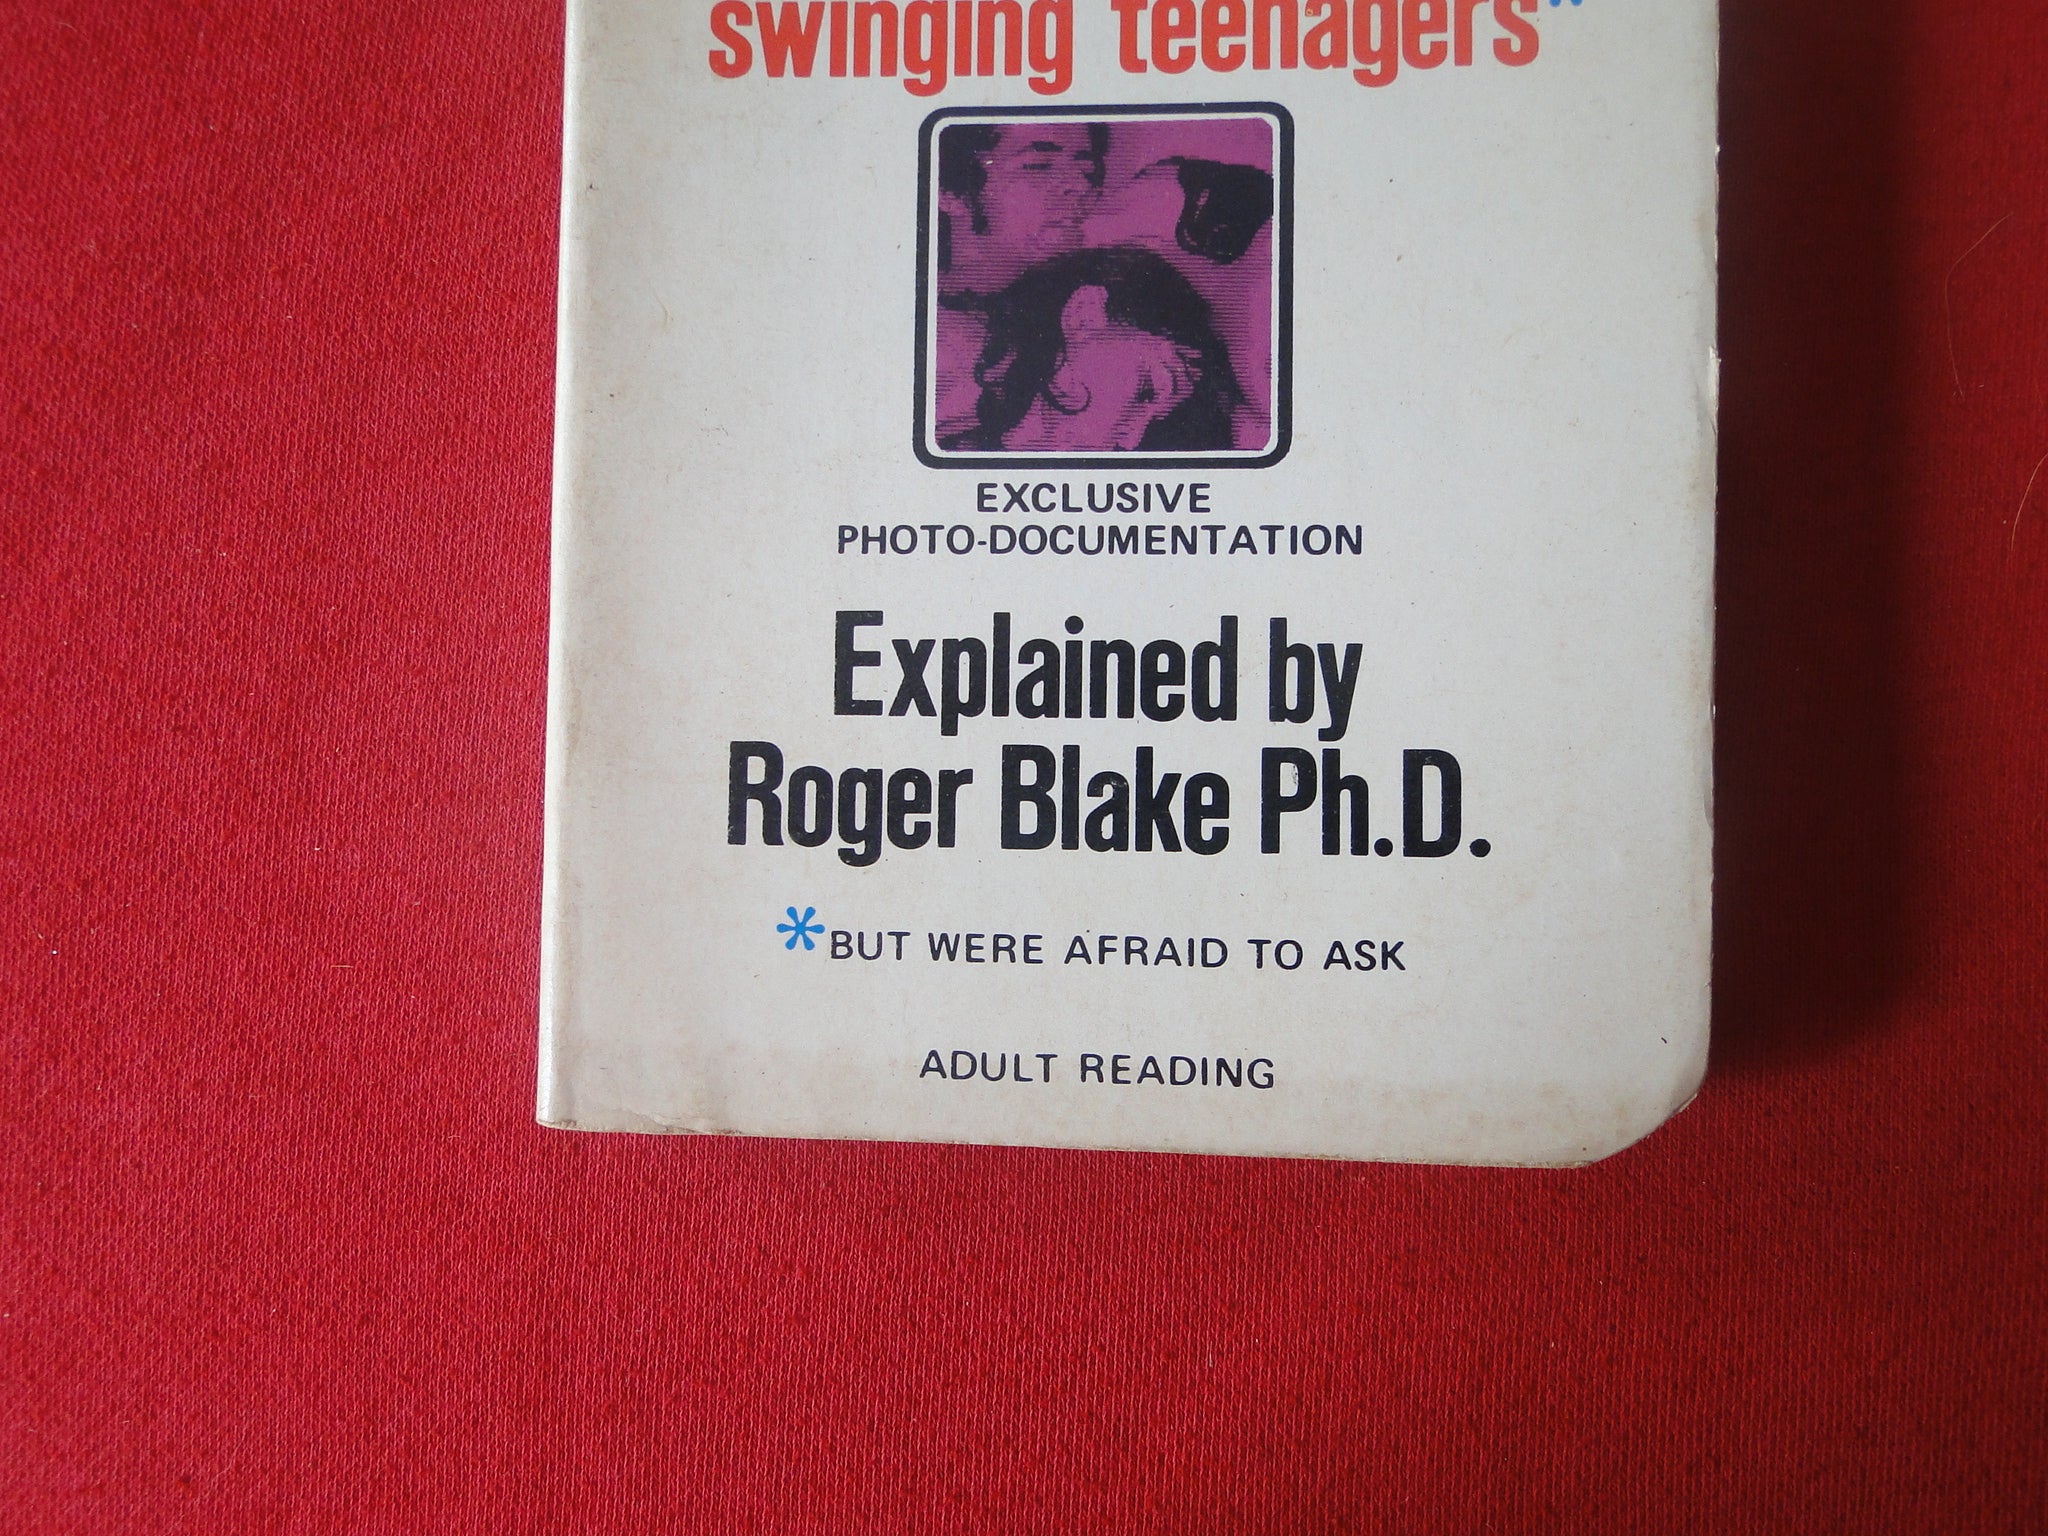 swinging teenagers*
EXCLUSIVE
PHOTO-DOCUMENTATION
Explained by
Roger Blake Ph.D.
*BUT WERE AFRAID TO ASK
ADULT READING